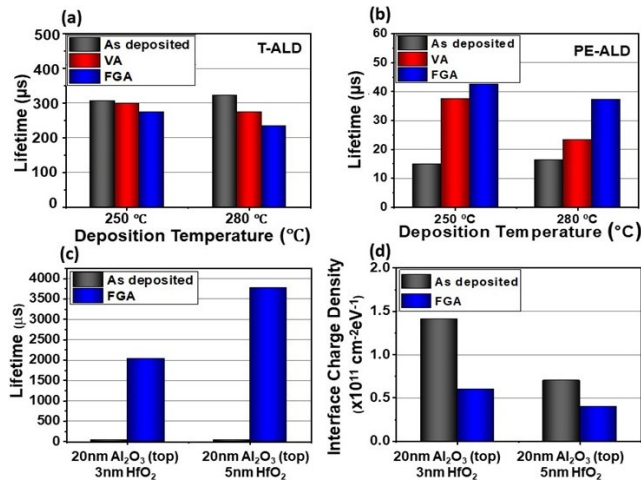 (a)
T-ALD
As deposited
VA
FGA
Lifetime (µs)
500
400
300
200
100
0
250 ℃
280 ℃
Deposition Temperature (℃)
(b)
PE-ALD
As deposited
VA
FGA
Lifetime (µs)
60
50
40
30
20
10
0
250 °C
280 °C
Deposition Temperature (°C)
(c)
As deposited
FGA
Lifetime (µs)
4000
3500
3000
2500
2000
1500
1000
500
0
20nm Al₂O₃ (top)
3nm HfO₂
20nm Al₂O₃ (top)
5nm HfO₂
(d)
As deposited
FGA
Interface Charge Density
(x10¹¹ cm⁻²eV⁻¹)
2.0
1.5
1.0
0.5
0.0
20nm Al₂O₃ (top)
3nm HfO₂
20nm Al₂O₃ (top)
5nm HfO₂